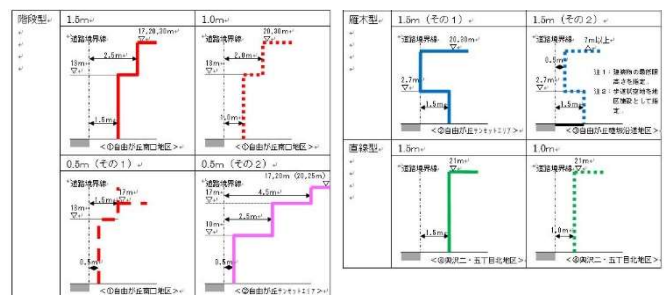 階段型
1.5m
1.0m
道路境界線
17,20,30m
2.5m
1.5m
<①自由が丘南口地区>
道路境界線
20,30m
2.0m
1.0m
<①自由が丘南口地区>
0.5m (その1)
0.5m (その2)
道路境界線
17m
1.5m
0.5m
<①自由が丘南口地区>
道路境界線
17,20m (20,25m)
17m
4.5m
2.5m
10m
0.5m
<②自由が丘サンセットエリア>
雁木型
1.5m (その1)
1.5m (その2)
道路境界線
20,30m
2.7m
1.5m
<②自由が丘サンセットエリア>
道路境界線
7m以上
0.5m
2.7m
1.5m
注1:建築物の最低限
高さを指定
注2:歩道状空地を地
区施設として指
定
直線型
1.5m
1.0m
道路境界線
21m
1.5m
<④奥沢二・五丁目北地区>
道路境界線
21m
1.0m
<④奥沢二・五丁目北地区>